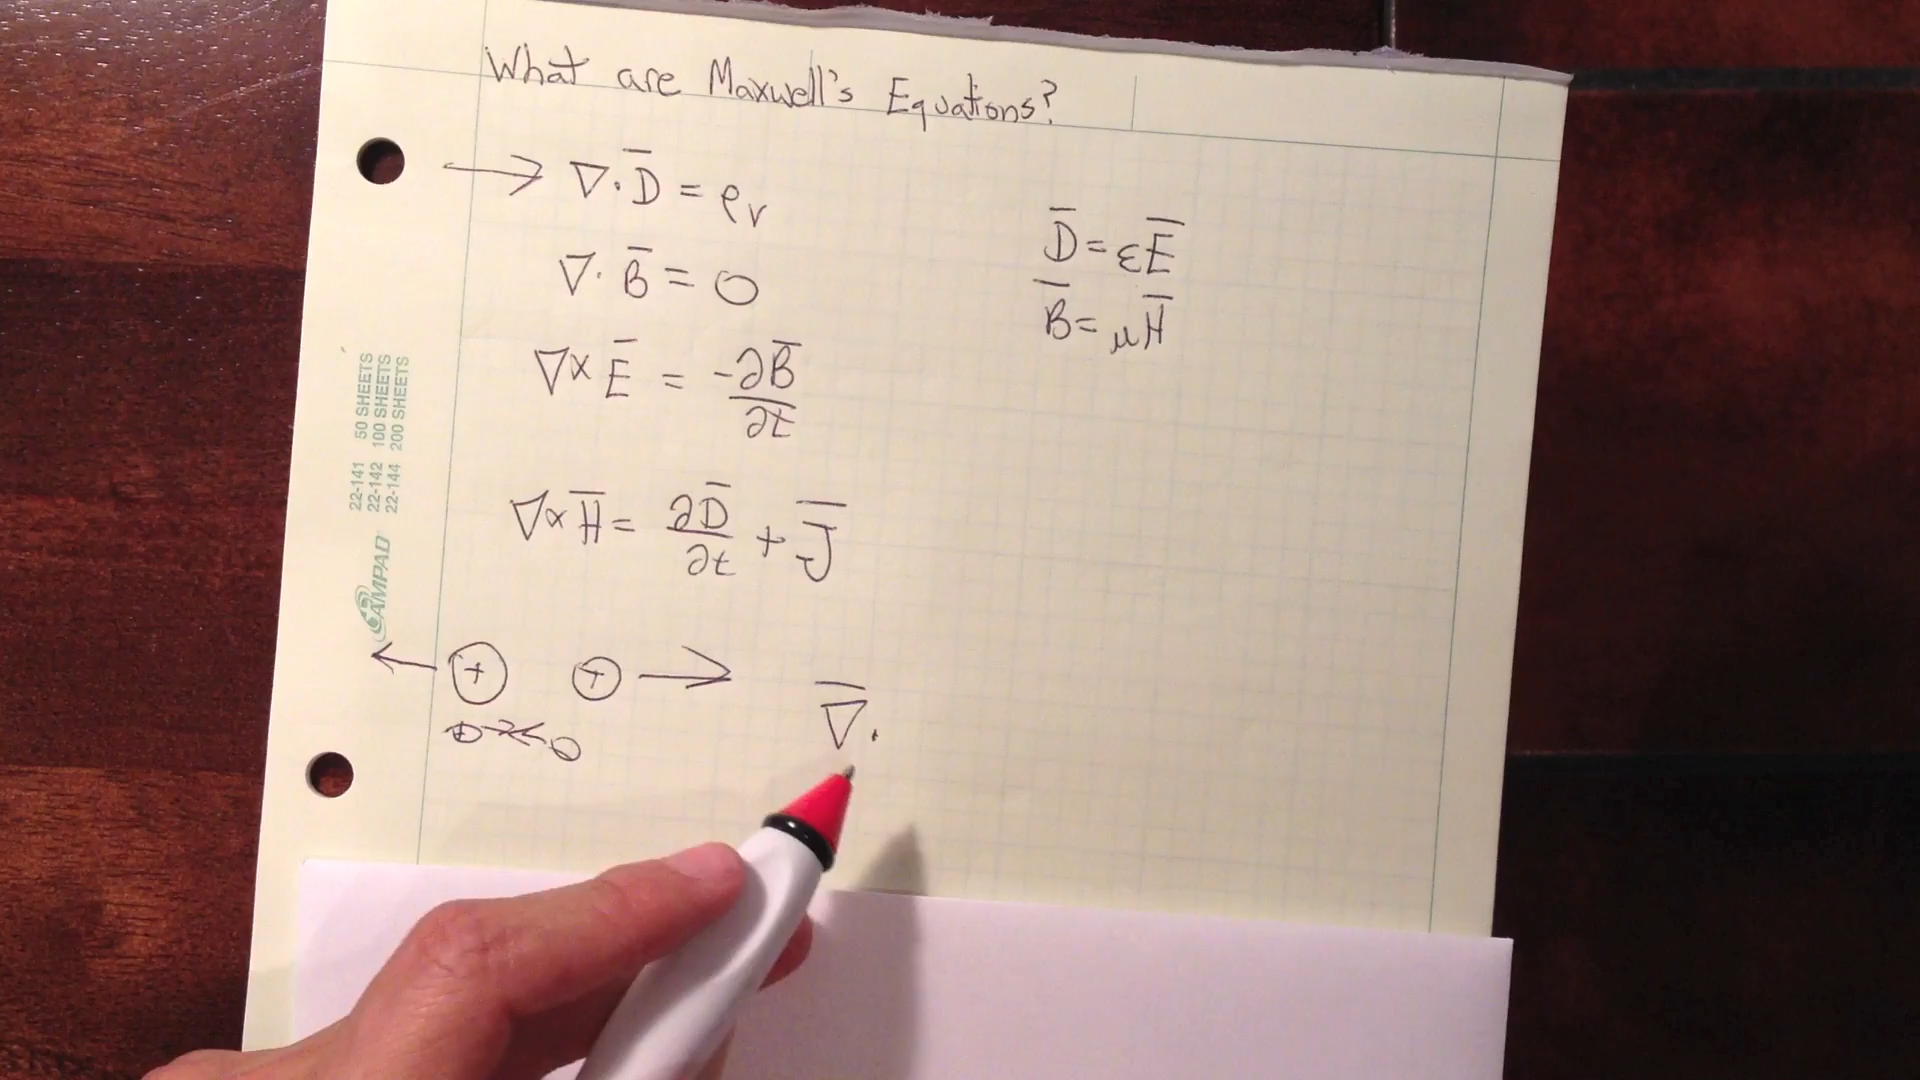 What are Maxwell's Equations?
→ ∇·D̅ = ρv
∇·B̅ = 0
∇×E̅ = -∂B̅/∂t
∇×H̅ = ∂D̅/∂t + J̅
D̅ = εE̅
B̅ = μH̅
← + + →
∇̅·
22-141 50 SHEETS
22-142 100 SHEETS
22-144 200 SHEETS
AMPAD